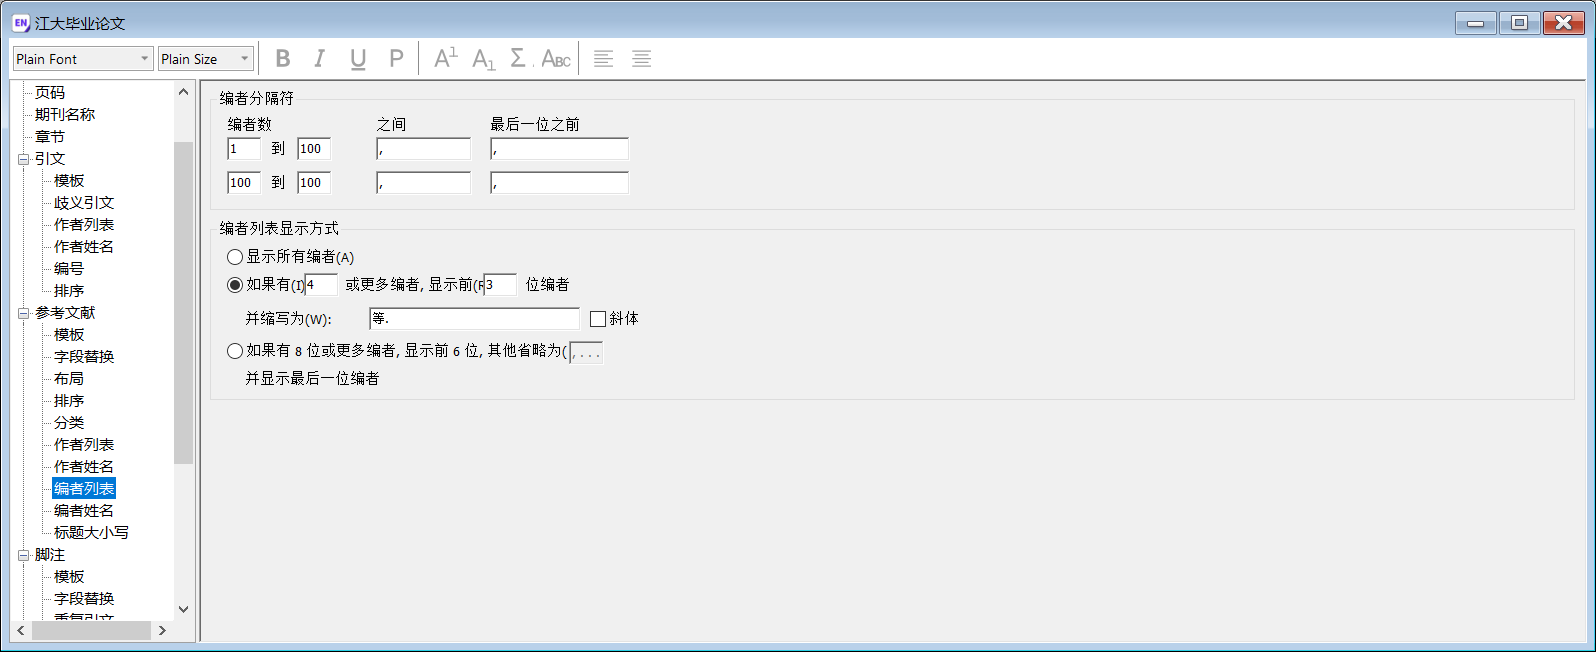 EN 江大毕业论文
Plain Font Plain Size B I U P A1 A1 Σ ABC
页码
期刊名称
章节
引文
模板
歧义引文
作者列表
作者姓名
编号
排序
参考文献
模板
字段替换
布局
排序
分类
作者列表
作者姓名
编者列表
编者姓名
标题大小写
脚注
模板
字段替换
重复引文
编者分隔符
编者数 之间 最后一位之前
1 到 100 , ,
100 到 100 , ,
编者列表显示方式
显示所有编者(A)
如果有(I) 4 或更多编者, 显示前(F 3 位编者
并缩写为(W): 等. 斜体
如果有 8 位或更多编者, 显示前 6 位, 其他省略为( ,...
并显示最后一位编者